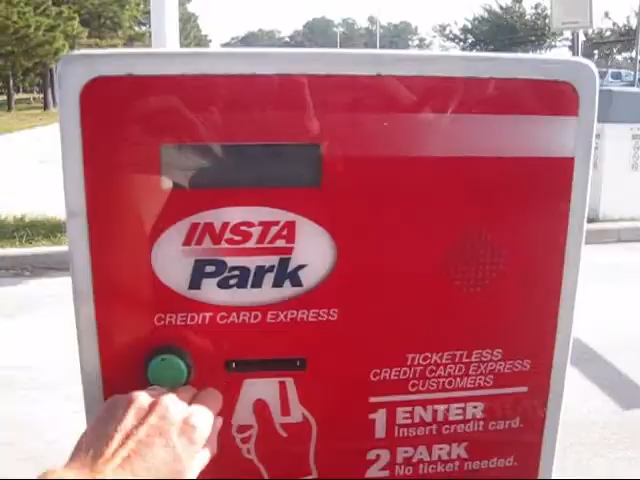 INSTA
Park
CREDIT CARD EXPRESS
TICKETLESS
CREDIT CARD EXPRESS
CUSTOMERS
1 ENTER
Insert credit card.
2 PARK
No ticket needed.